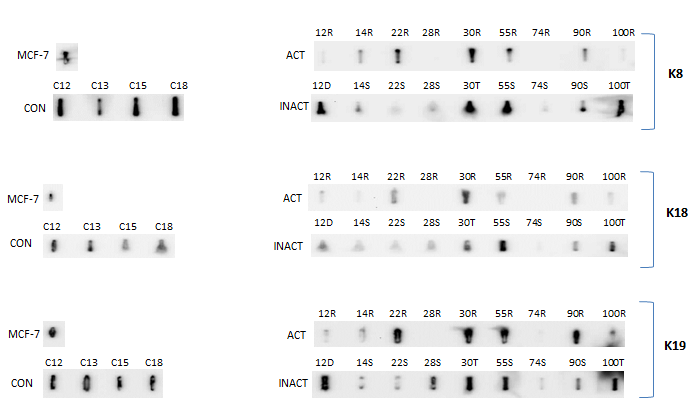 12R 14R 22R 28R 30R 55R 74R 90R 100R
MCF-7 ACT
C12 C13 C15 C18 12D 14S 22S 28S 30T 55S 74S 90S 100T
K8
CON INACT
12R 14R 22R 28R 30R 55R 74R 90R 100R
MCF-7 ACT
K18
C12 C13 C15 C18 12D 14S 22S 28S 30T 55S 74S 90S 100T
CON INACT
12R 14R 22R 28R 30R 55R 74R 90R 100R
MCF-7 ACT
K19
C12 C13 C15 C18 12D 14S 22S 28S 30T 55S 74S 90S 100T
CON INACT